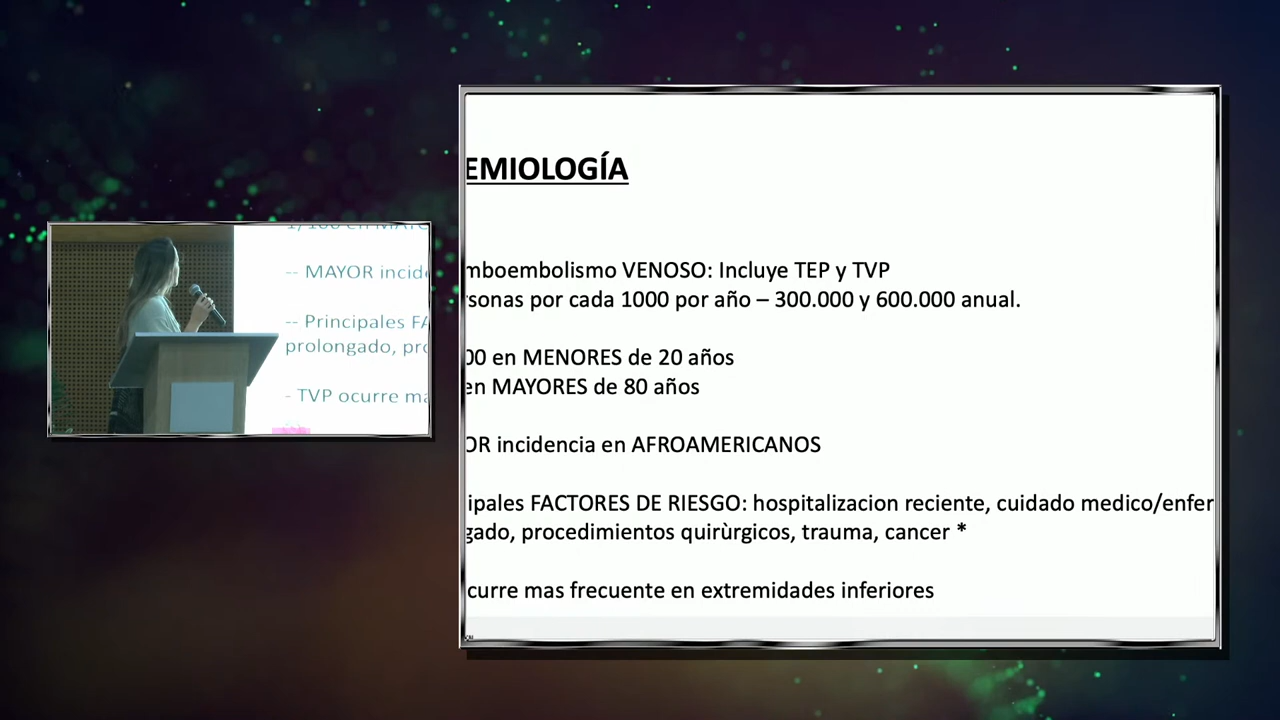 EMIOLOGÍA
mboembolismo VENOSO: Incluye TEP y TVP
rsonas por cada 1000 por año – 300.000 y 600.000 anual.
00 en MENORES de 20 años
en MAYORES de 80 años
OR incidencia en AFROAMERICANOS
ipales FACTORES DE RIESGO: hospitalizacion reciente, cuidado medico/enfer
gado, procedimientos quirùrgicos, trauma, cancer *
curre mas frecuente en extremidades inferiores
-- MAYOR incide
-- Principales FA
prolongado, pro
- TVP ocurre ma